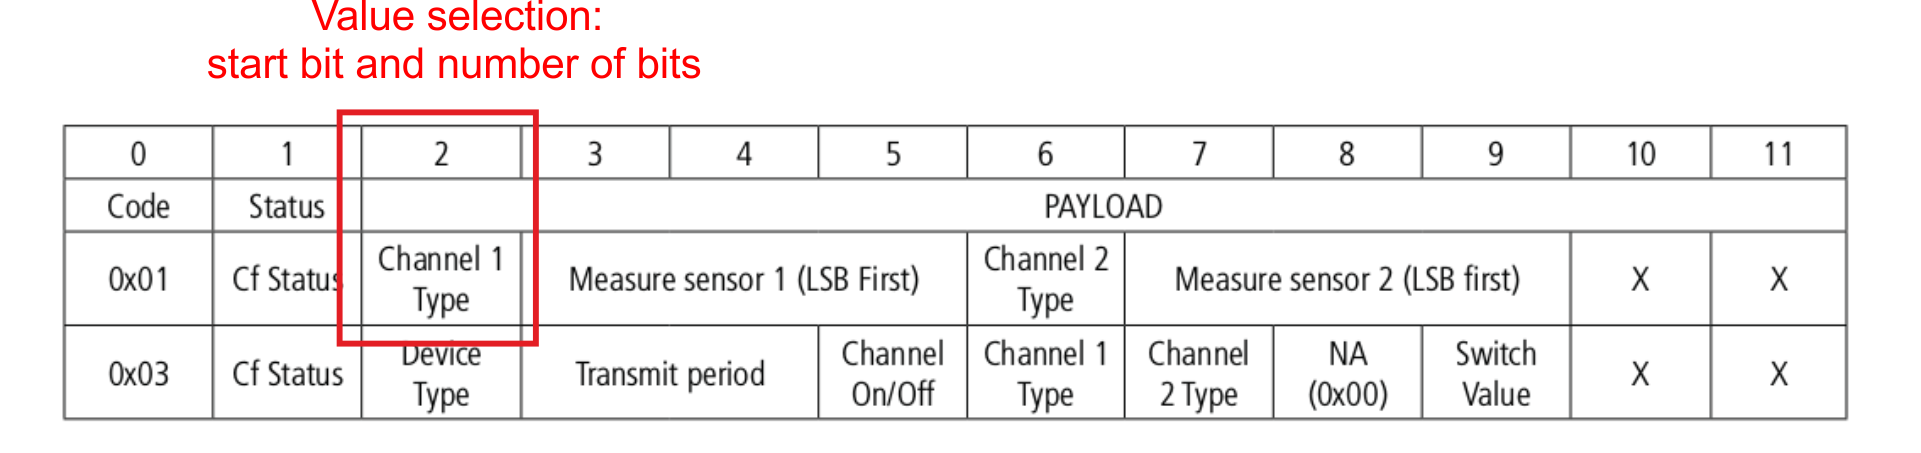 Value selection:
start bit and number of bits
0 1 2 3 4 5 6 7 8 9 10 11
Code Status PAYLOAD
0x01 Cf Status Channel 1 Type Measure sensor 1 (LSB First) Channel 2 Type Measure sensor 2 (LSB first) X X
0x03 Cf Status Device Type Transmit period Channel On/Off Channel 1 Type Channel 2 Type NA (0x00) Switch Value X X